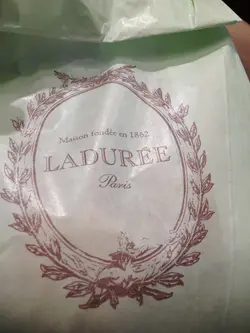 Maison fondée en 1862
LADURÉE
Paris